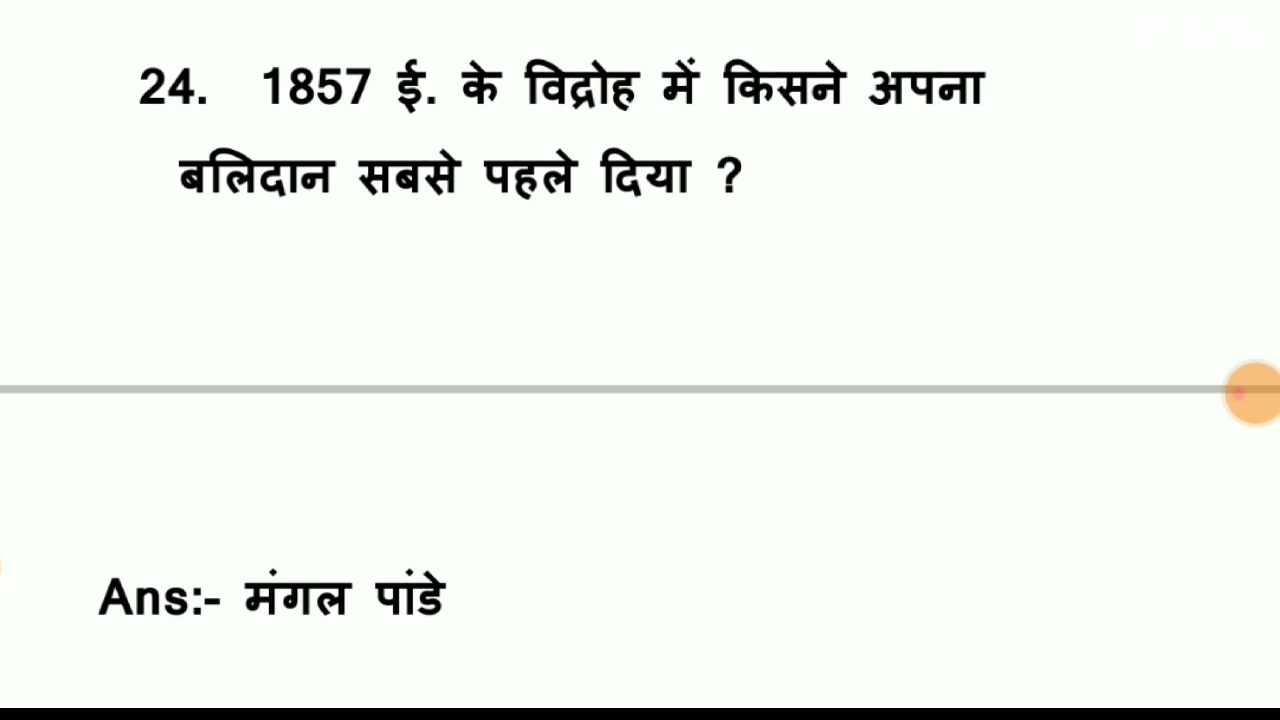 24. 1857 ई. के विद्रोह में किसने अपना
बलिदान सबसे पहले दिया ?
Ans:- मंगल पांडे